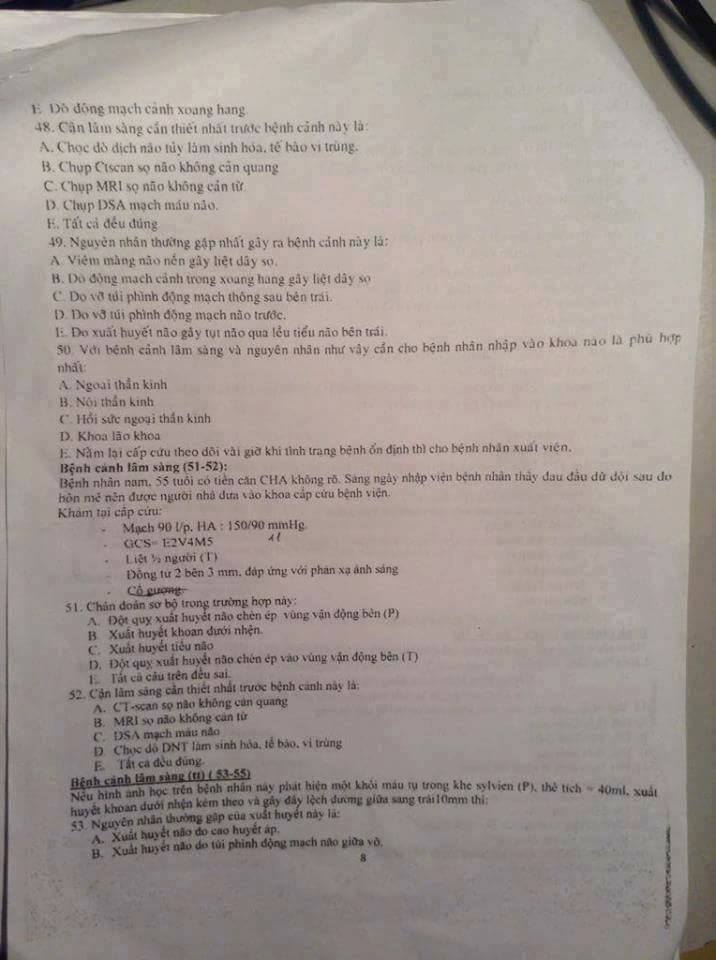 E. Dò động mạch cảnh xoang hang.
48. Cận lâm sàng cần thiết nhất trước bệnh cảnh này là:
A. Chọc dò dịch não tủy làm sinh hóa, tế bào vi trùng.
B. Chụp Ctscan sọ não không cản quang
C. Chụp MRI sọ não không cản từ
D. Chụp DSA mạch máu não.
E. Tất cả đều đúng
49. Nguyên nhân thường gặp nhất gây ra bệnh cảnh này là:
A. Viêm màng não nền gây liệt dây sọ.
B. Dò động mạch cảnh trong xoang hang gây liệt dây sọ
C. Do vỡ túi phình động mạch thông sau bên trái.
D. Do vỡ túi phình động mạch não trước.
E. Do xuất huyết não gây tụt não qua lều tiểu não bên trái.
50. Với bệnh cảnh lâm sàng và nguyên nhân như vậy cần cho bệnh nhân nhập vào khoa nào là phù hợp
nhất:
A. Ngoại thần kinh
B. Nội thần kinh
C. Hồi sức ngoại thần kinh
D. Khoa lão khoa
E. Nằm lại cấp cứu theo dõi vài giờ khi tình trạng bệnh ổn định thì cho bệnh nhân xuất viện.
Bệnh cảnh lâm sàng (51-52):
Bệnh nhân nam, 55 tuổi có tiền căn CHA không rõ. Sáng ngày nhập viện bệnh nhân thấy đau đầu dữ dội sau đo
hôn mê nên được người nhà đưa vào khoa cấp cứu bệnh viện.
Khám tại cấp cứu:
- Mạch 90 l/p, HA : 150/90 mmHg.
- GCS= E2V4M5
- Liệt ½ người (T)
- Đồng tử 2 bên 3 mm, đáp ứng với phản xạ ánh sáng
- Cổ gượng.
51. Chẩn đoán sơ bộ trong trường hợp này:
A. Đột quỵ xuất huyết não chèn ép vùng vận động bên (P)
B. Xuất huyết khoan dưới nhện.
C. Xuất huyết tiểu não
D. Đột quỵ xuất huyết não chèn ép vào vùng vận động bên (T)
E. Tất cả câu trên đều sai.
52. Cận lâm sàng cần thiết nhất trước bệnh cảnh này là:
A. CT-scan sọ não không cản quang
B. MRI sọ não không cản từ
C. DSA mạch máu não
D. Chọc dò DNT làm sinh hóa, tế bào, vi trùng
E. Tất cả đều đúng.
Bệnh cảnh lâm sàng (tt) ( 53-55)
Nếu hình ảnh học trên bệnh nhân này phát hiện một khối máu tụ trong khe sylvien (P), thể tích ~ 40ml, xuất
huyết khoan dưới nhện kèm theo và gây đẩy lệch đường giữa sang trái10mm thì:
53. Nguyên nhân thường gặp của xuất huyết này là:
A. Xuất huyết não do cao huyết áp.
B. Xuất huyết não do túi phình động mạch não giữa vỡ.
8